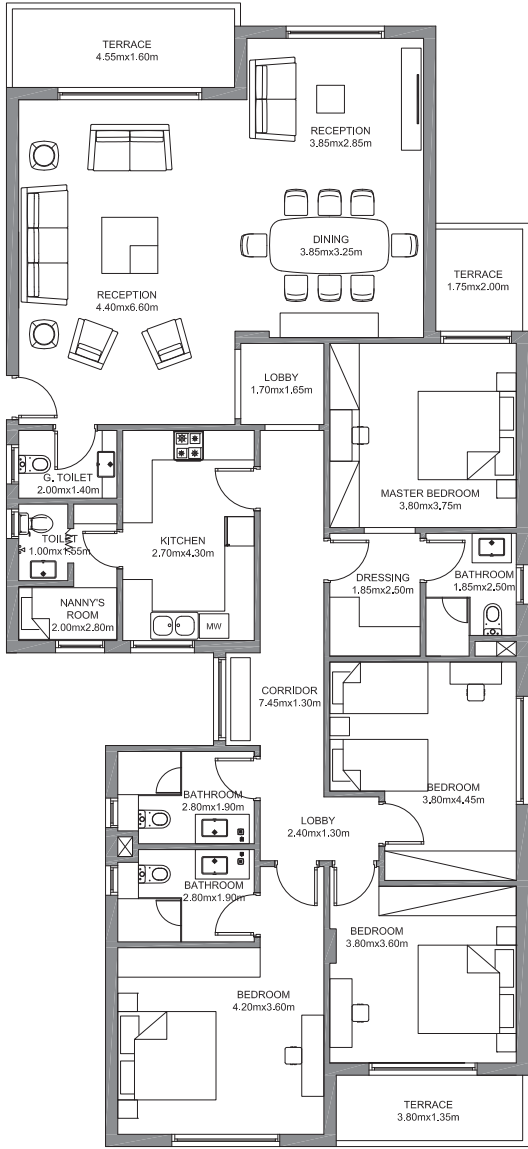 TERRACE
4.55mx1.60m
RECEPTION
3.85mx2.85m
DINING
3.85mx3.25m
TERRACE
1.75mx2.00m
RECEPTION
4.40mx6.60m
LOBBY
1.70mx1.65m
G. TOILET
2.00mx1.40m
MASTER BEDROOM
3.80mx3.75m
TOILET
1.00mx1.55m
KITCHEN
2.70mx4.30m
DRESSING
1.85mx2.50m
BATHROOM
1.85mx2.50m
NANNY'S
ROOM
2.00mx2.80m
MW
CORRIDOR
7.45mx1.30m
BEDROOM
3.80mx4.45m
BATHROOM
2.80mx1.90m
LOBBY
2.40mx1.30m
BATHROOM
2.80mx1.90m
BEDROOM
3.80mx3.60m
BEDROOM
4.20mx3.60m
TERRACE
3.80mx1.35m